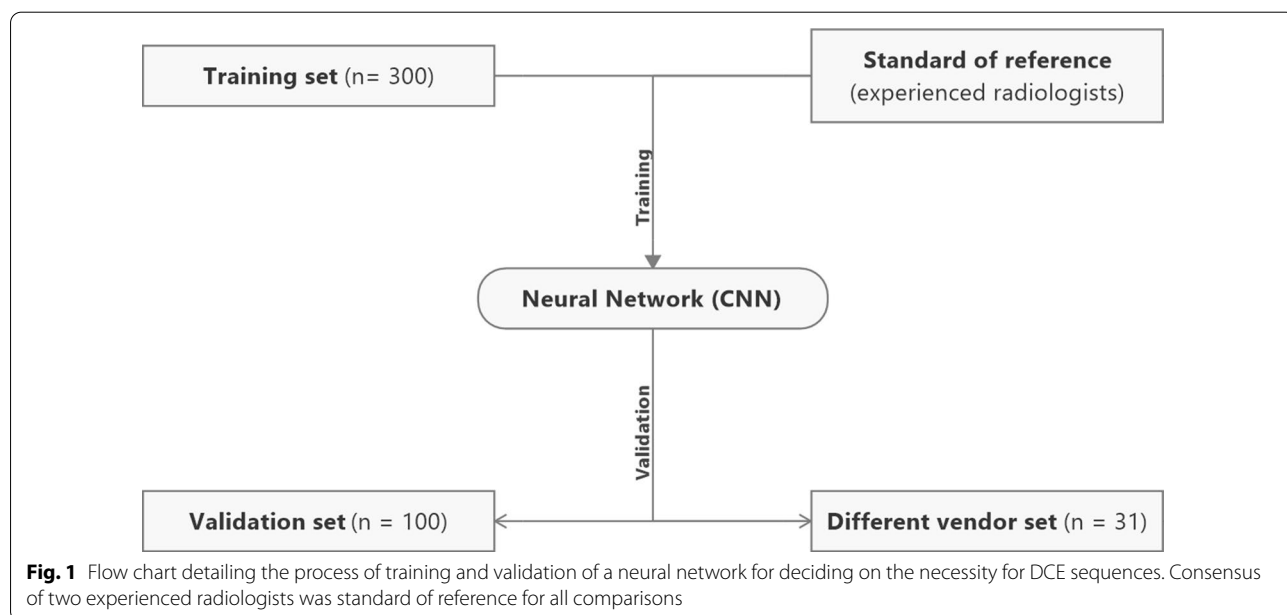 Training set (n= 300)
Standard of reference
(experienced radiologists)
Training
Neural Network (CNN)
Validation
Validation set (n = 100)
Different vendor set (n = 31)
Fig. 1 Flow chart detailing the process of training and validation of a neural network for deciding on the necessity for DCE sequences. Consensus
of two experienced radiologists was standard of reference for all comparisons